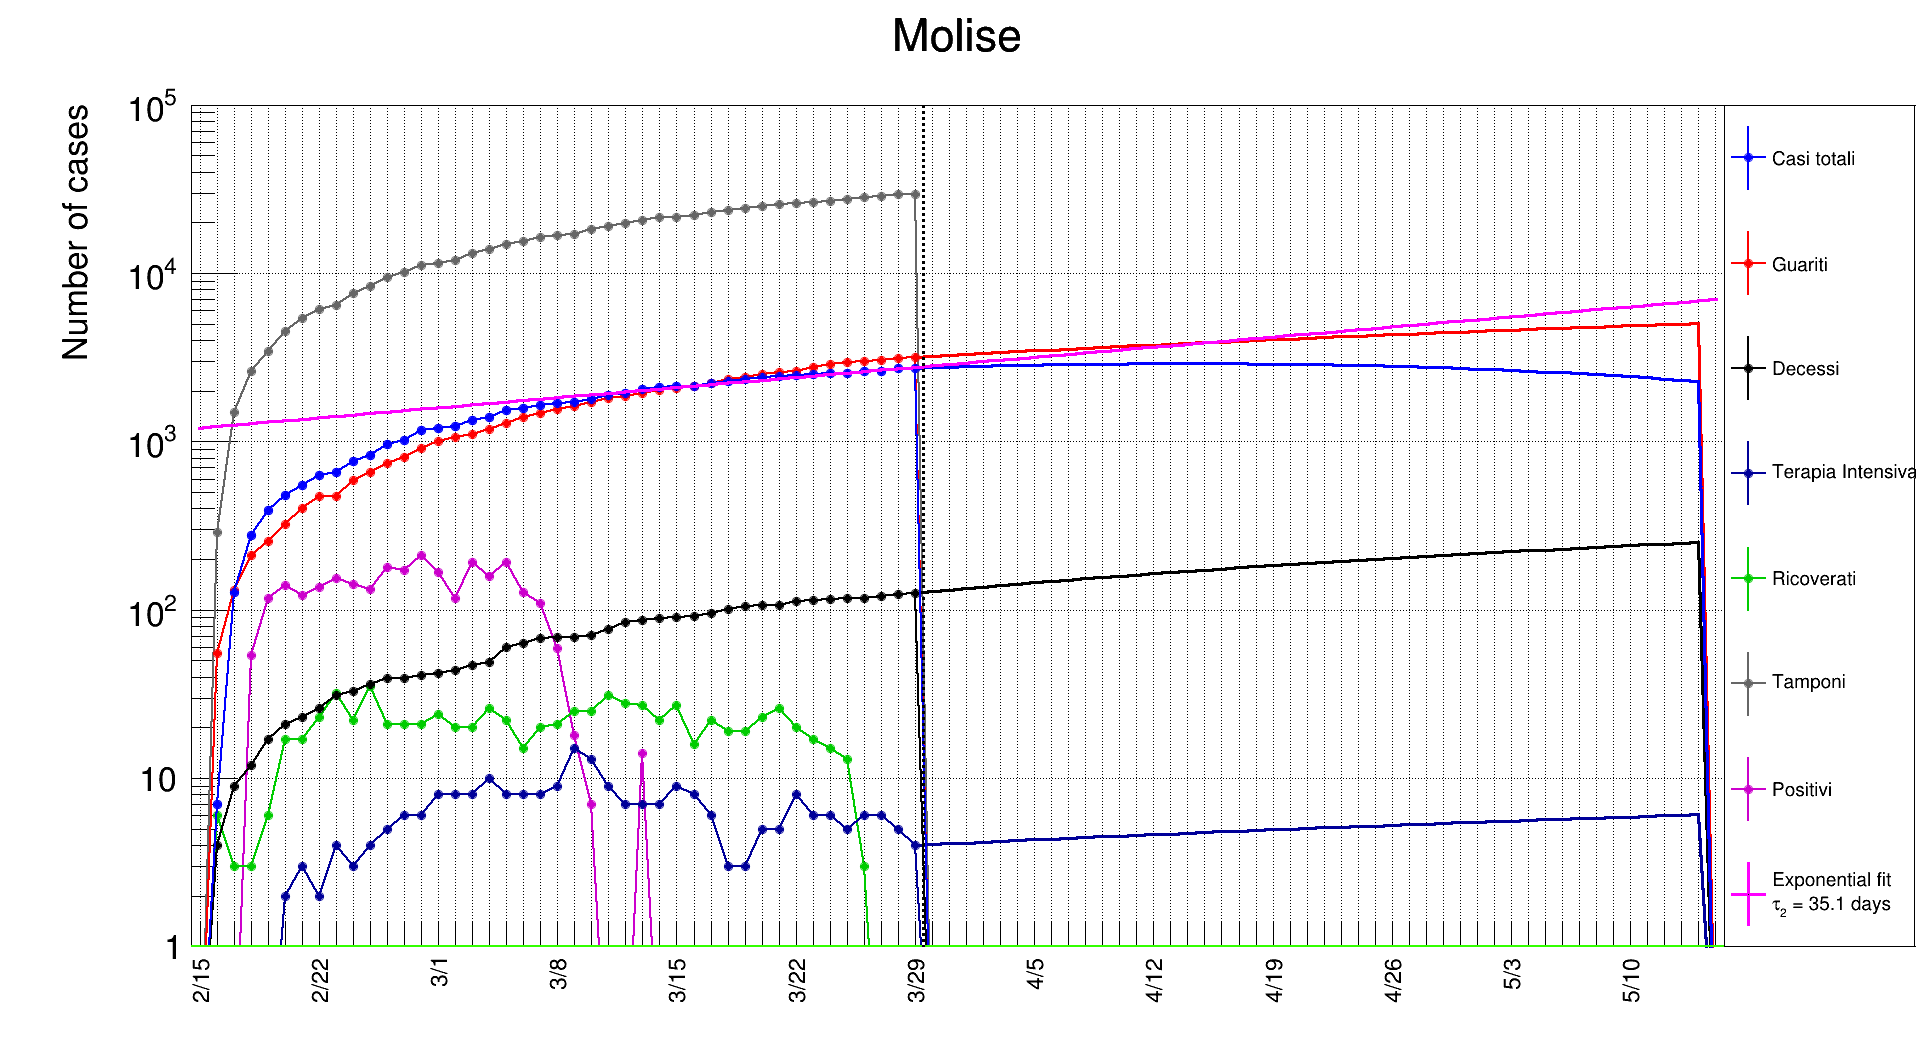 Molise
Number of cases
10^5
10^4
10^3
10^2
10
1
2/15 2/22 3/1 3/8 3/15 3/22 3/29 4/5 4/12 4/19 4/26 5/3 5/10
Casi totali
Guariti
Decessi
Terapia Intensiva
Ricoverati
Tamponi
Positivi
Exponential fit
τ₂ = 35.1 days